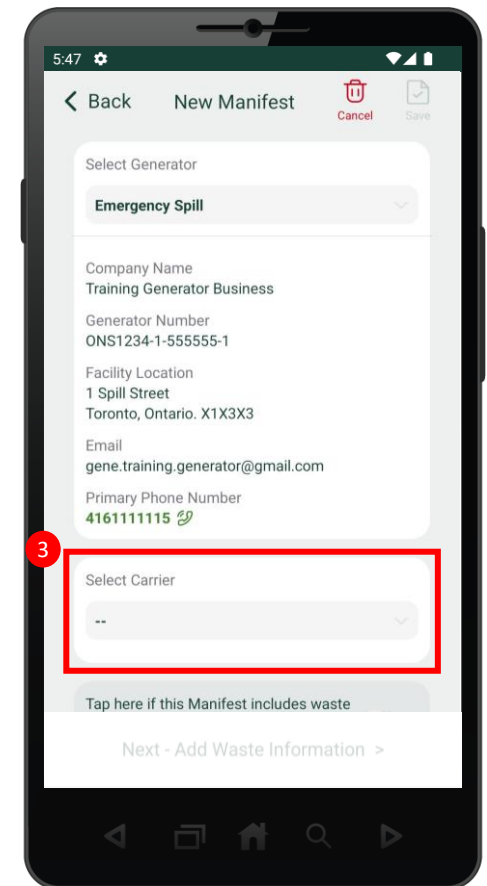 5:47
Back New Manifest Cancel Save
Select Generator
Emergency Spill
Company Name
Training Generator Business
Generator Number
ONS1234-1-555555-1
Facility Location
1 Spill Street
Toronto, Ontario. X1X3X3
Email
gene.training.generator@gmail.com
Primary Phone Number
4161111115
3
Select Carrier
--
Tap here if this Manifest includes waste
Next - Add Waste Information >